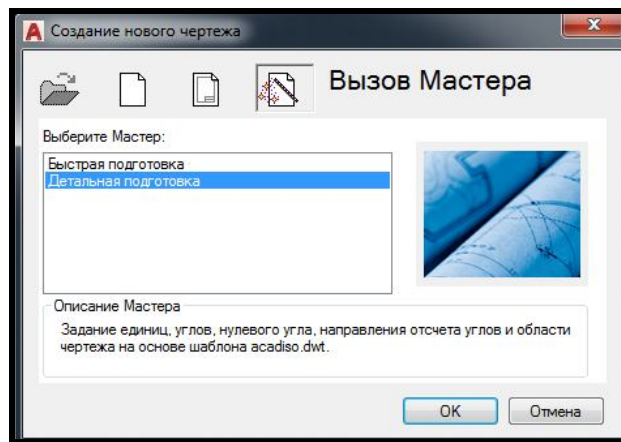 Создание нового чертежа
Вызов Мастера
Выберите Мастер:
Быстрая подготовка
Детальная подготовка
Описание Мастера
Задание единиц, углов, нулевого угла, направления отсчета углов и области
чертежа на основе шаблона acadiso.dwt.
OK
Отмена